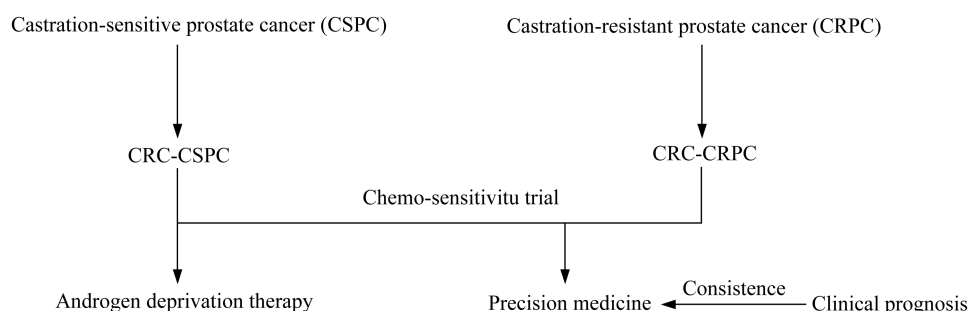 Castration-sensitive prostate cancer (CSPC)
Castration-resistant prostate cancer (CRPC)
CRC-CSPC
CRC-CRPC
Chemo-sensitivitu trial
Androgen deprivation therapy
Precision medicine
Consistence
Clinical prognosis